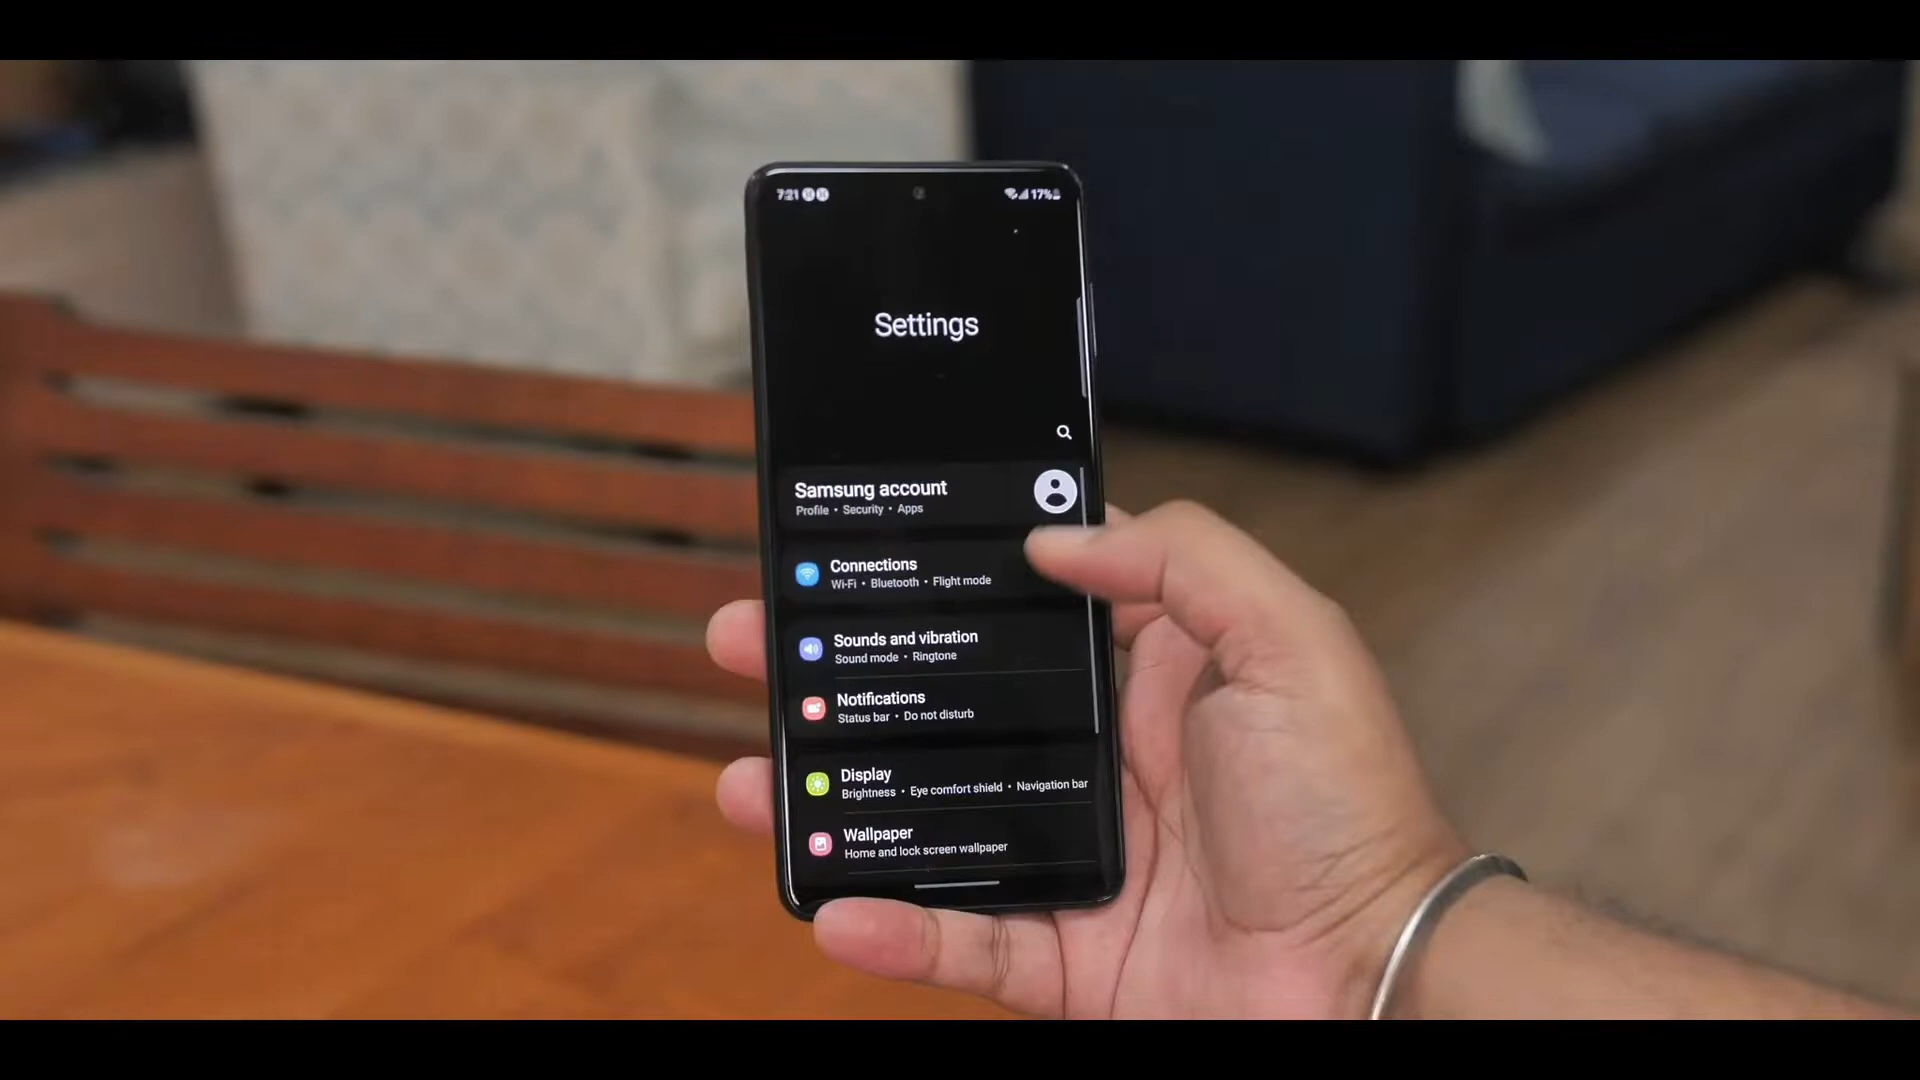 7:21
17%
Settings
Samsung account
Profile • Security • Apps
Connections
Wi-Fi • Bluetooth • Flight mode
Sounds and vibration
Sound mode • Ringtone
Notifications
Status bar • Do not disturb
Display
Brightness • Eye comfort shield • Navigation bar
Wallpaper
Home and lock screen wallpaper